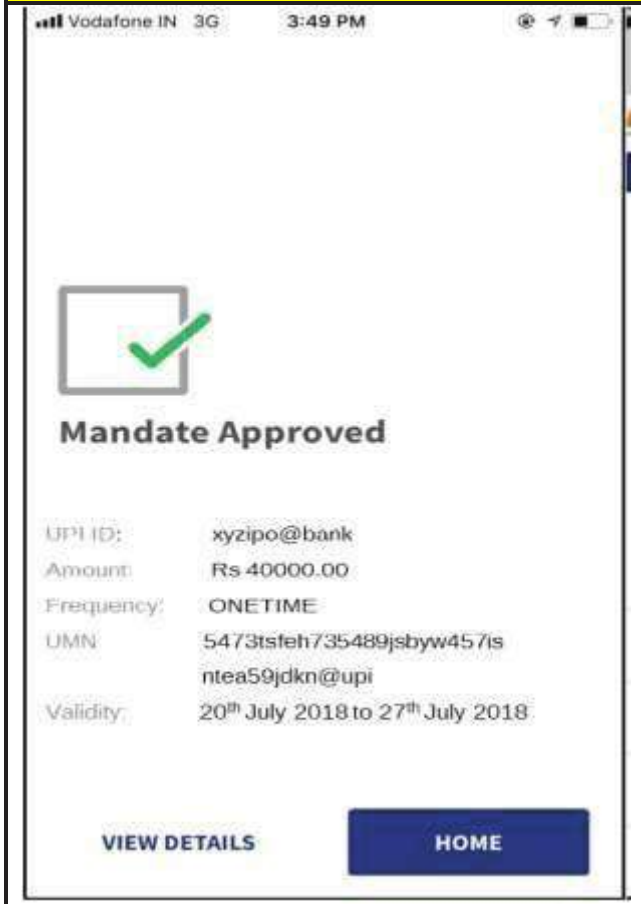 Vodafone IN 3G 3:49 PM
Mandate Approved
UPI ID: xyzipo@bank
Amount: Rs 40000.00
Frequency: ONETIME
UMN 5473tsfeh735489jsbyw457is
ntea59jdkn@upi
Validity: 20th July 2018 to 27th July 2018
VIEW DETAILS HOME